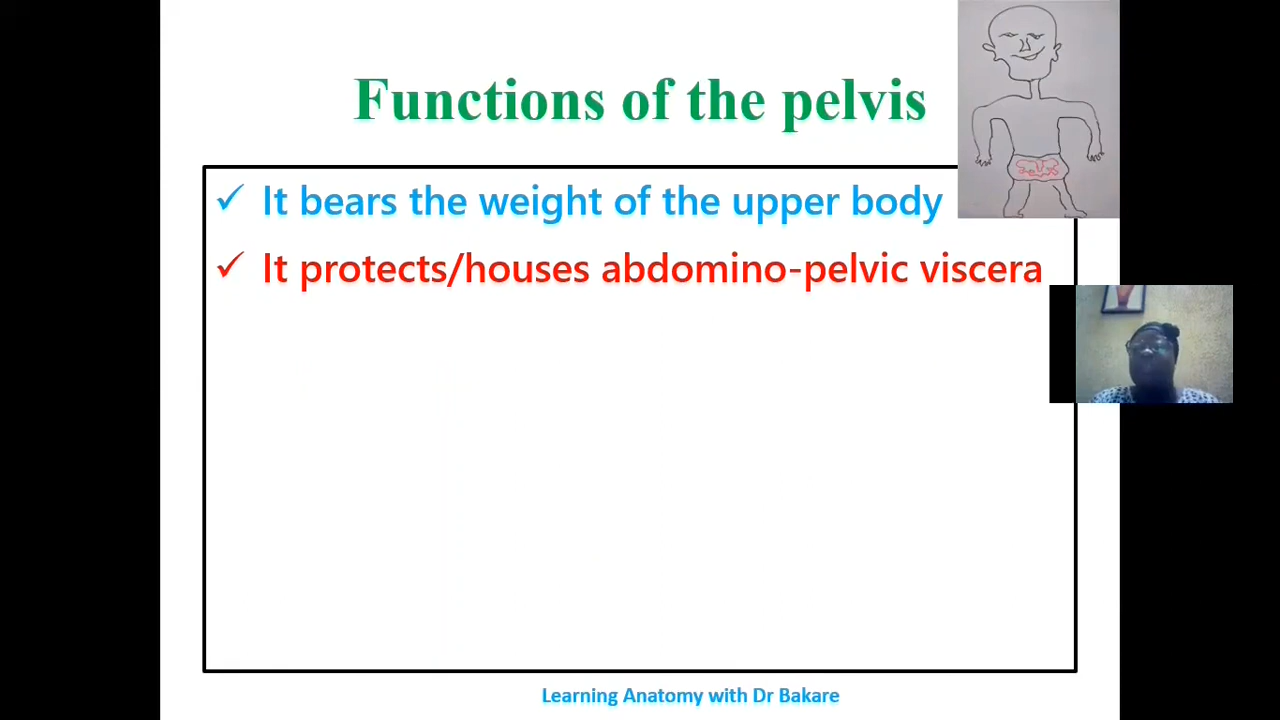 Functions of the pelvis
✓ It bears the weight of the upper body
✓ It protects/houses abdomino-pelvic viscera
Learning Anatomy with Dr Bakare